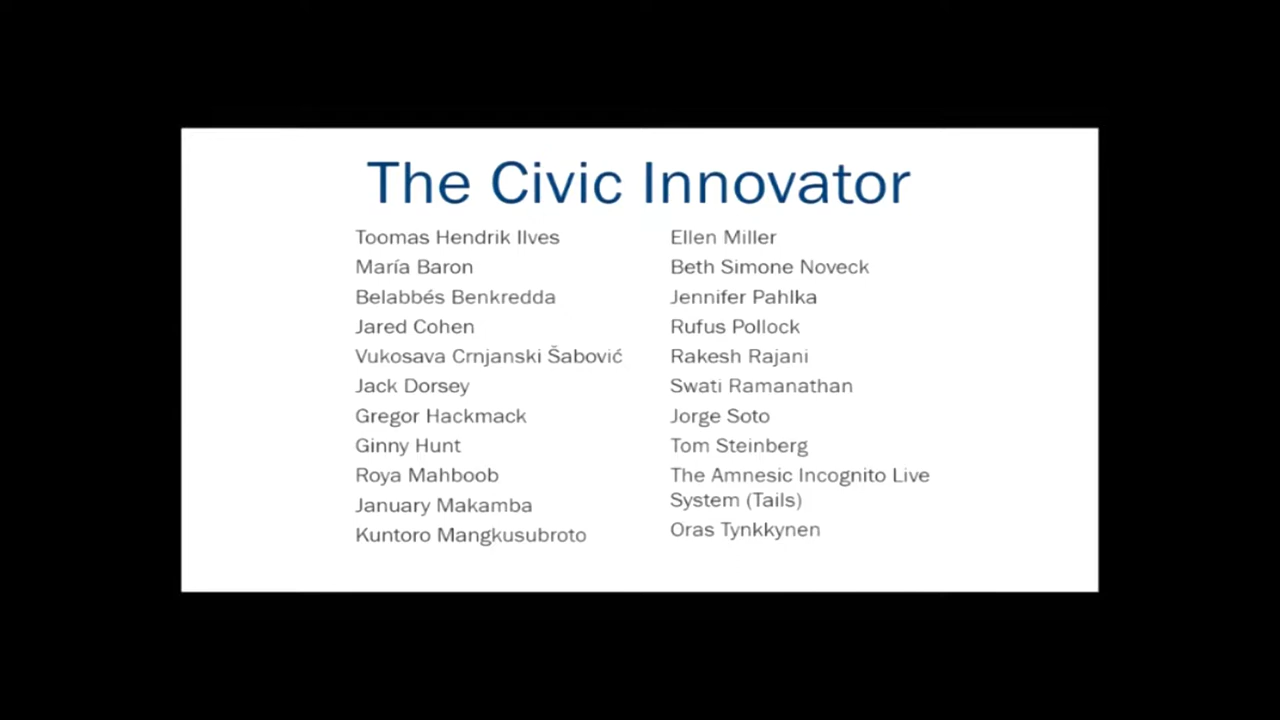 The Civic Innovator
Toomas Hendrik Ilves
María Baron
Belabbés Benkredda
Jared Cohen
Vukosava Crnjanski Šabović
Jack Dorsey
Gregor Hackmack
Ginny Hunt
Roya Mahboob
January Makamba
Kuntoro Mangkusubroto
Ellen Miller
Beth Simone Noveck
Jennifer Pahlka
Rufus Pollock
Rakesh Rajani
Swati Ramanathan
Jorge Soto
Tom Steinberg
The Amnesic Incognito Live
System (Tails)
Oras Tynkkynen